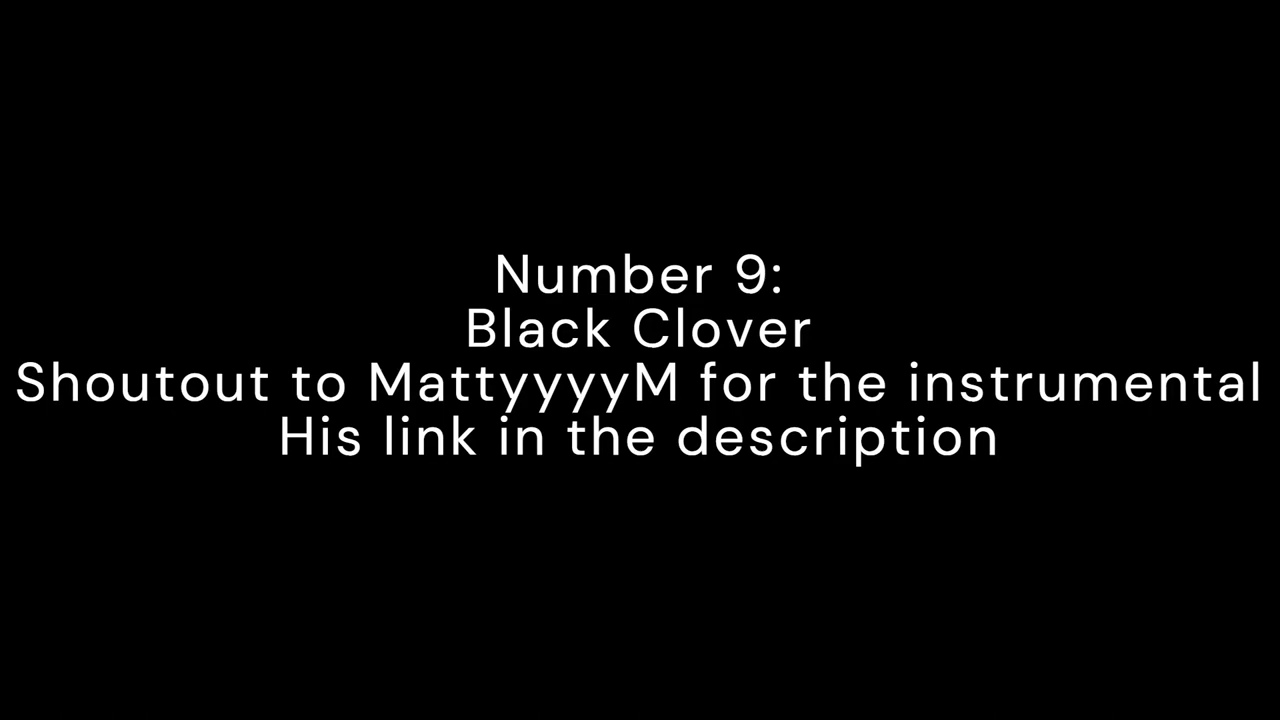 Number 9:
Black Clover
Shoutout to MattyyyyM for the instrumental
His link in the description